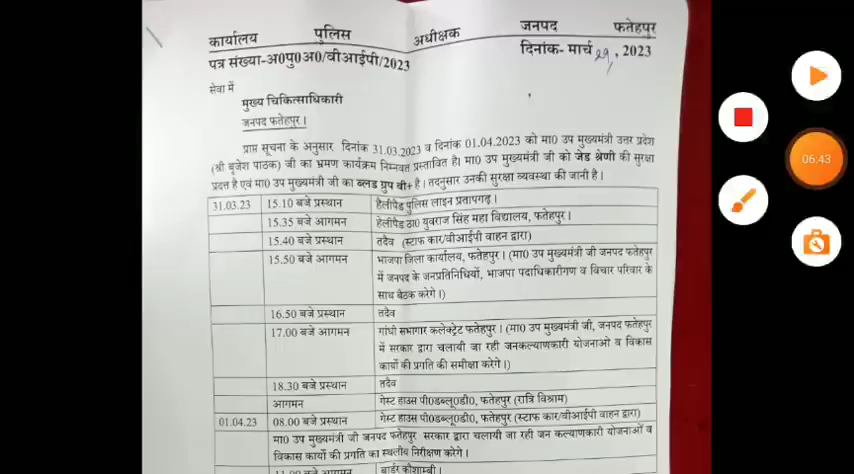 कार्यालय पुलिस अधीक्षक जनपद फतेहपुर
पत्र संख्या-अ0पु0अ0/वीआईपी/2023 दिनांक- मार्च 29, 2023
सेवा में
मुख्य चिकित्साधिकारी
जनपद फतेहपुर।
प्राप्त सूचना के अनुसार दिनांक 31.03.2023 व दिनांक 01.04.2023 को मा0 उप मुख्यमंत्री उत्तर प्रदेश
(श्री बृजेश पाठक) जी का भ्रमण कार्यक्रम निम्नवत प्रस्तावित है। मा0 उप मुख्यमंत्री जी को जेड श्रेणी की सुरक्षा
प्रदत्त है एवं मा0 उप मुख्यमंत्री जी का ब्लड ग्रुप बी+ है। तदनुसार उनकी सुरक्षा व्यवस्था की जानी है।
31.03.23 15.10 बजे प्रस्थान हैलीपैड पुलिस लाइन प्रतापगढ़।
15.35 बजे आगमन हेलीपैड ठा0 युवराज सिंह महा विद्यालय, फतेहपुर।
15.40 बजे प्रस्थान तदैव (स्टाफ कार/वीआईपी वाहन द्वारा)
15.50 बजे आगमन भाजपा जिला कार्यालय, फतेहपुर। (मा0 उप मुख्यमंत्री जी जनपद फतेहपुर
में जनपद के जनप्रतिनिधियों, भाजपा पदाधिकारीगण व विचार परिवार के
साथ बैठक करेगे।)
16.50 बजे प्रस्थान तदैव
17.00 बजे आगमन गांधी सभागार कलेक्ट्रेट फतेहपुर। (मा0 उप मुख्यमंत्री जी, जनपद फतेहपुर
में सरकार द्वारा चलायी जा रही जनकल्याणकारी योजनाओ व विकास
कार्यो की प्रगति की समीक्षा करेगे।)
18.30 बजे प्रस्थान तदैव
आगमन गेस्ट हाउस पी0डब्लू0डी0, फतेहपुर (रात्रि विश्राम)
01.04.23 08.00 बजे प्रस्थान गेस्ट हाउस पी0डब्लू0डी0, फतेहपुर (स्टाफ कार/वीआईपी वाहन द्वारा)
मा0 उप मुख्यमंत्री जी जनपद फतेहपुर सरकार द्वारा चलायी जा रही जन कल्याणकारी योजनाओं व
विकास कार्यो की प्रगति का स्थलीय निरीक्षण करेगे।
11.00 बजे आगमन बार्डर कौशाम्बी।
06:43